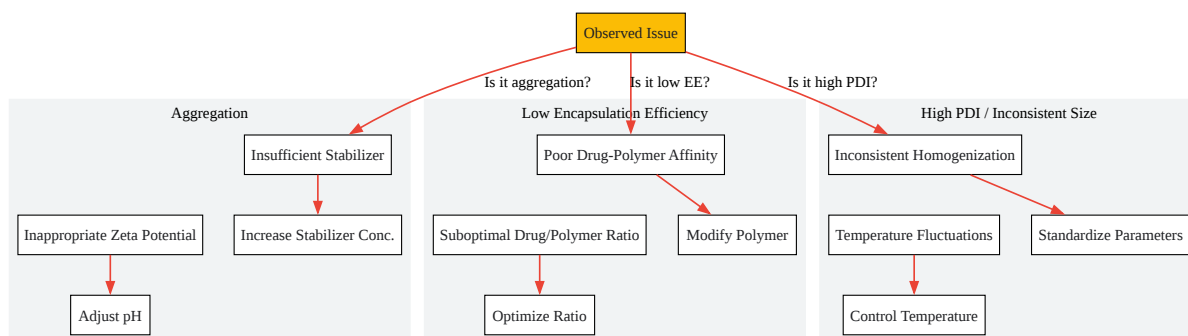 Observed Issue
Is it aggregation?
Is it low EE?
Is it high PDI?
Aggregation
Low Encapsulation Efficiency
High PDI / Inconsistent Size
Insufficient Stabilizer
Poor Drug-Polymer Affinity
Inconsistent Homogenization
Inappropriate Zeta Potential
Increase Stabilizer Conc.
Suboptimal Drug/Polymer Ratio
Modify Polymer
Temperature Fluctuations
Standardize Parameters
Adjust pH
Optimize Ratio
Control Temperature